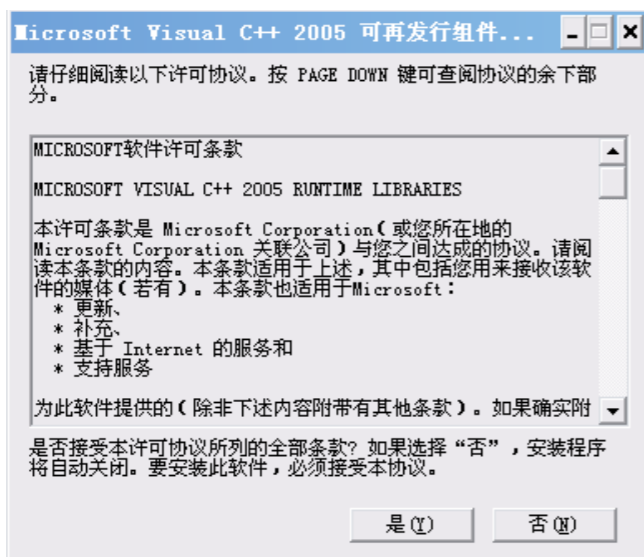 Microsoft Visual C++ 2005 可再发行组件...
请仔细阅读以下许可协议。按 PAGE DOWN 键可查阅协议的余下部
分。
MICROSOFT软件许可条款
MICROSOFT VISUAL C++ 2005 RUNTIME LIBRARIES
本许可条款是 Microsoft Corporation(或您所在地的
Microsoft Corporation 关联公司)与您之间达成的协议。请阅
读本条款的内容。本条款适用于上述,其中包括您用来接收该软
件的媒体(若有)。本条款也适用于Microsoft:
* 更新、
* 补充、
* 基于 Internet 的服务和
* 支持服务
为此软件提供的(除非下述内容附带有其他条款)。如果确实附
是否接受本许可协议所列的全部条款?如果选择“否”,安装程序
将自动关闭。要安装此软件,必须接受本协议。
是(Y) 否(N)